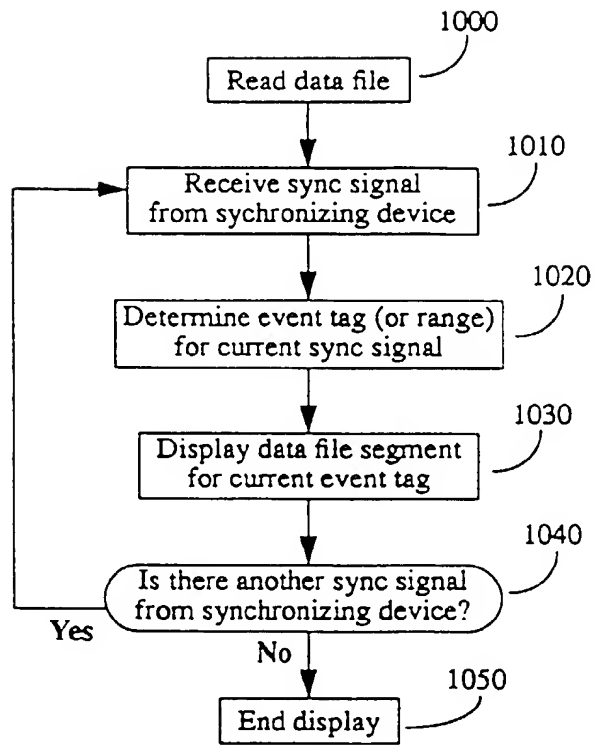 1000
Read data file
1010
Receive sync signal
from sychronizing device
1020
Determine event tag (or range)
for current sync signal
1030
Display data file segment
for current event tag
1040
Is there another sync signal
from synchronizing device?
Yes
No
1050
End display